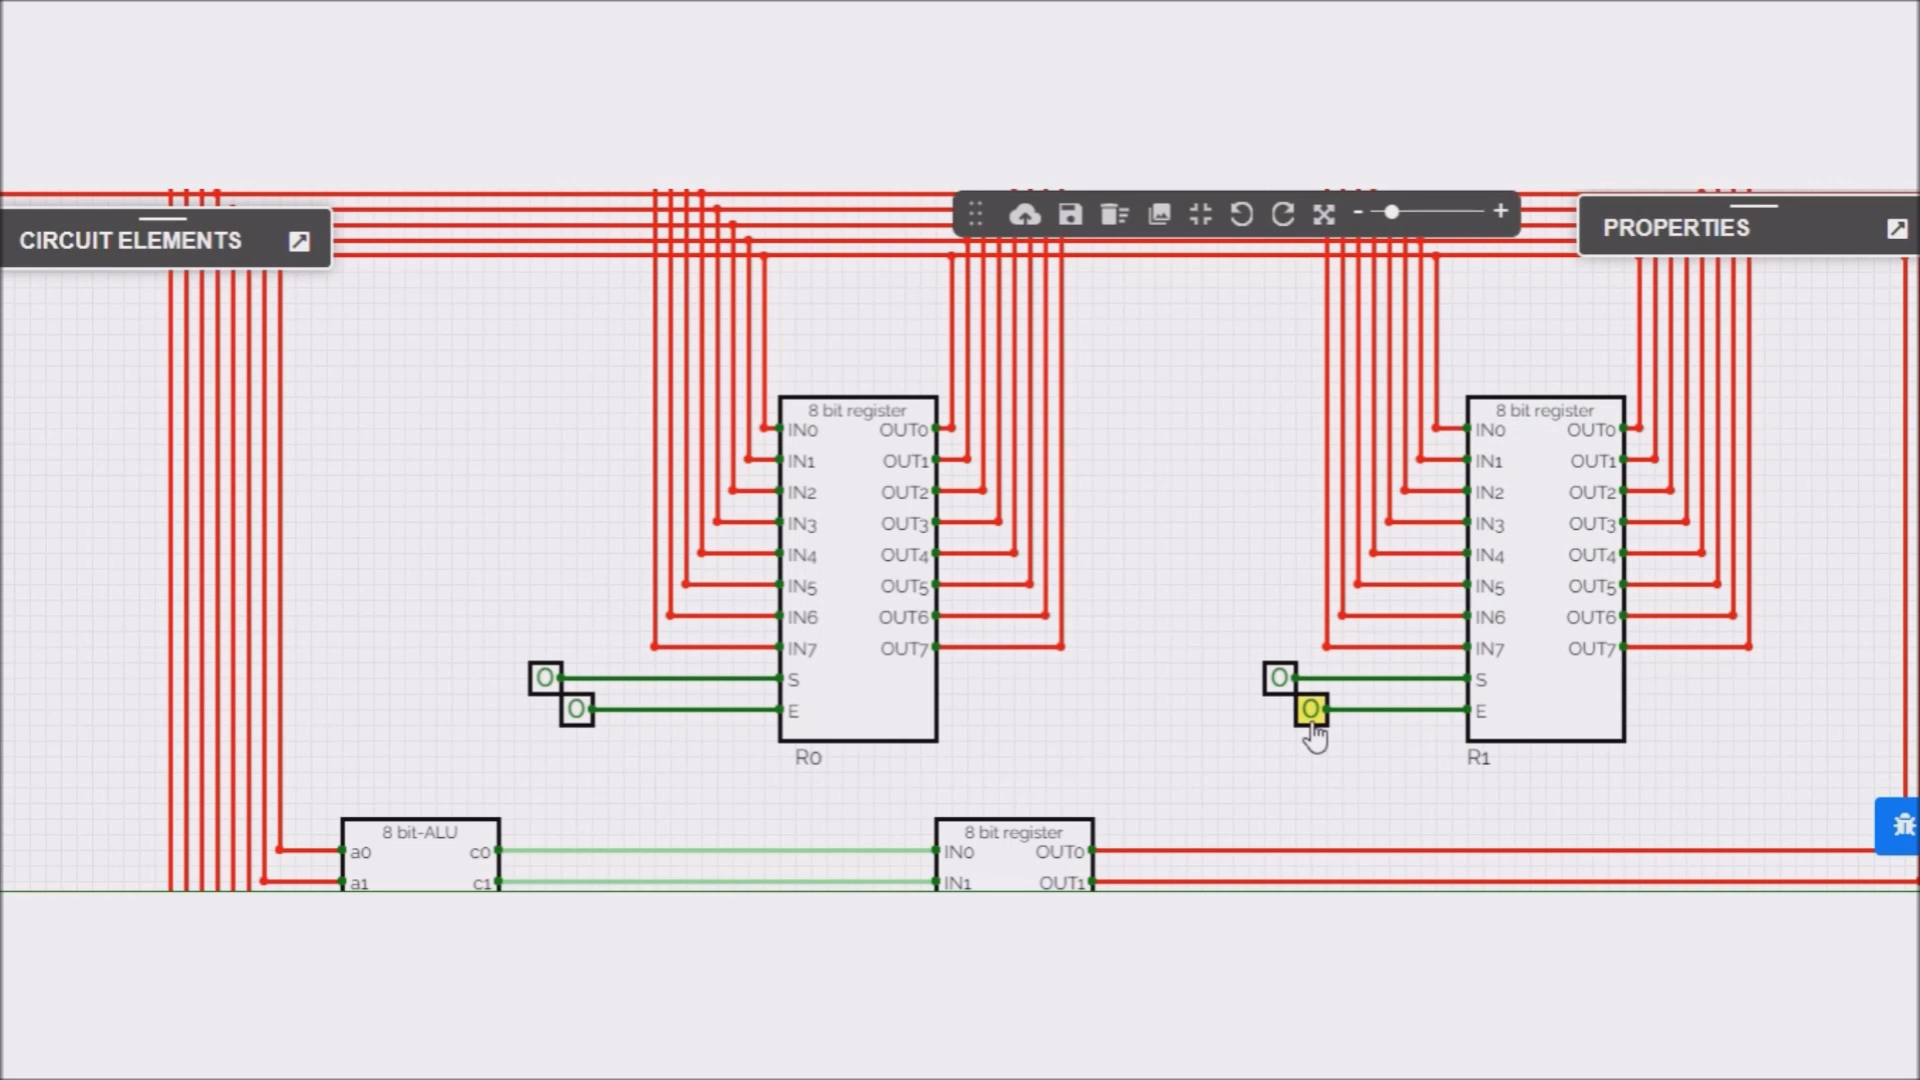 CIRCUIT ELEMENTS
PROPERTIES
8 bit register
IN0 OUT0
IN1 OUT1
IN2 OUT2
IN3 OUT3
IN4 OUT4
IN5 OUT5
IN6 OUT6
IN7 OUT7
0 S
0 E
R0
8 bit register
IN0 OUT0
IN1 OUT1
IN2 OUT2
IN3 OUT3
IN4 OUT4
IN5 OUT5
IN6 OUT6
IN7 OUT7
0 S
0 E
R1
8 bit-ALU
a0 c0
a1 c1
8 bit register
IN0 OUT0
IN1 OUT1